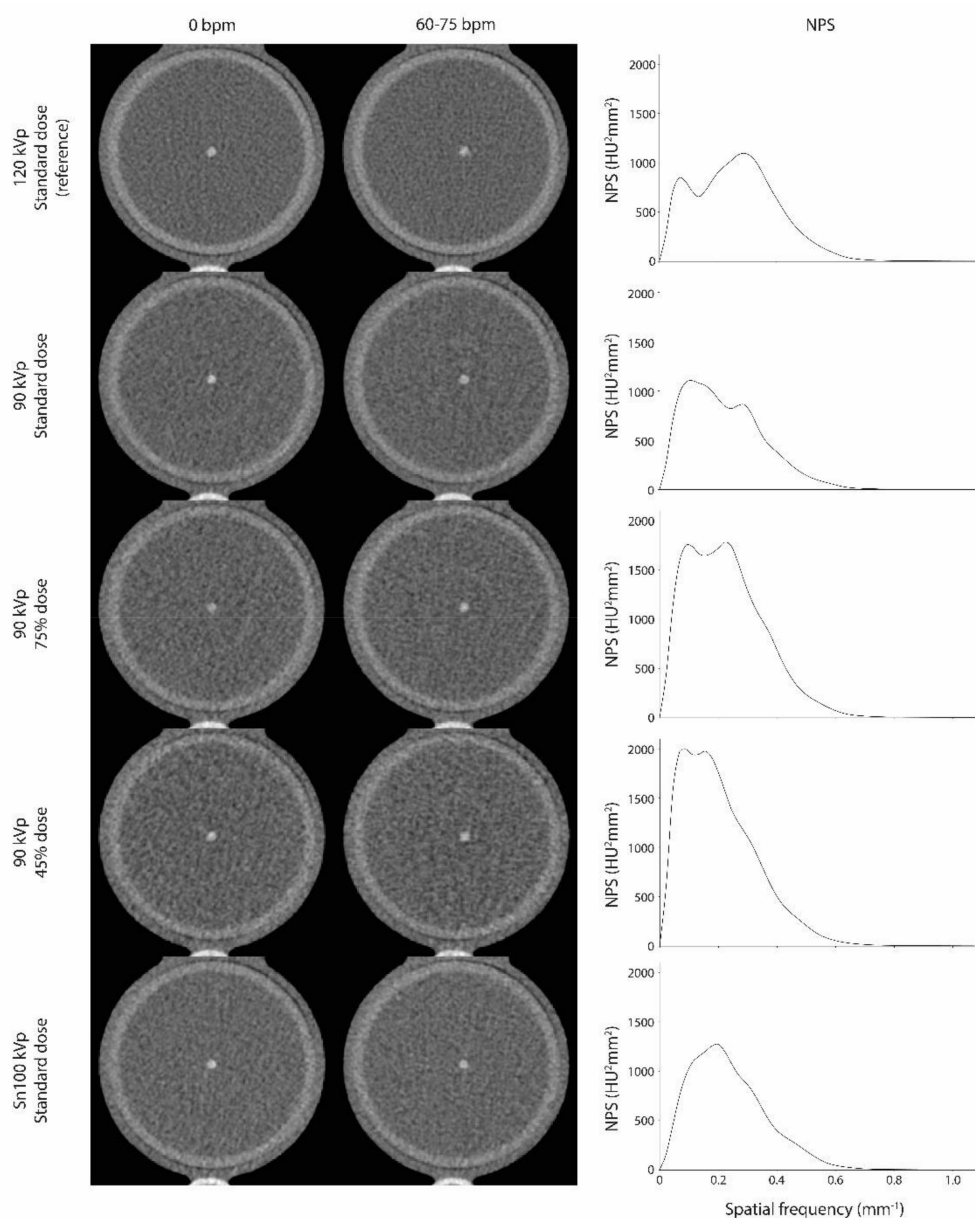 0 bpm
60-75 bpm
NPS
120 kVp
Standard dose
(reference)
NPS (HU²mm²)
2000
1500
1000
500
0
90 kVp
Standard dose
NPS (HU²mm²)
2000
1500
1000
500
0
90 kVp
75% dose
NPS (HU²mm²)
2000
1500
1000
500
0
90 kVp
45% dose
NPS (HU²mm²)
2000
1500
1000
500
0
Sn100 kVp
Standard dose
NPS (HU²mm²)
2000
1500
1000
500
0
0 0.2 0.4 0.6 0.8 1.0
Spatial frequency (mm⁻¹)